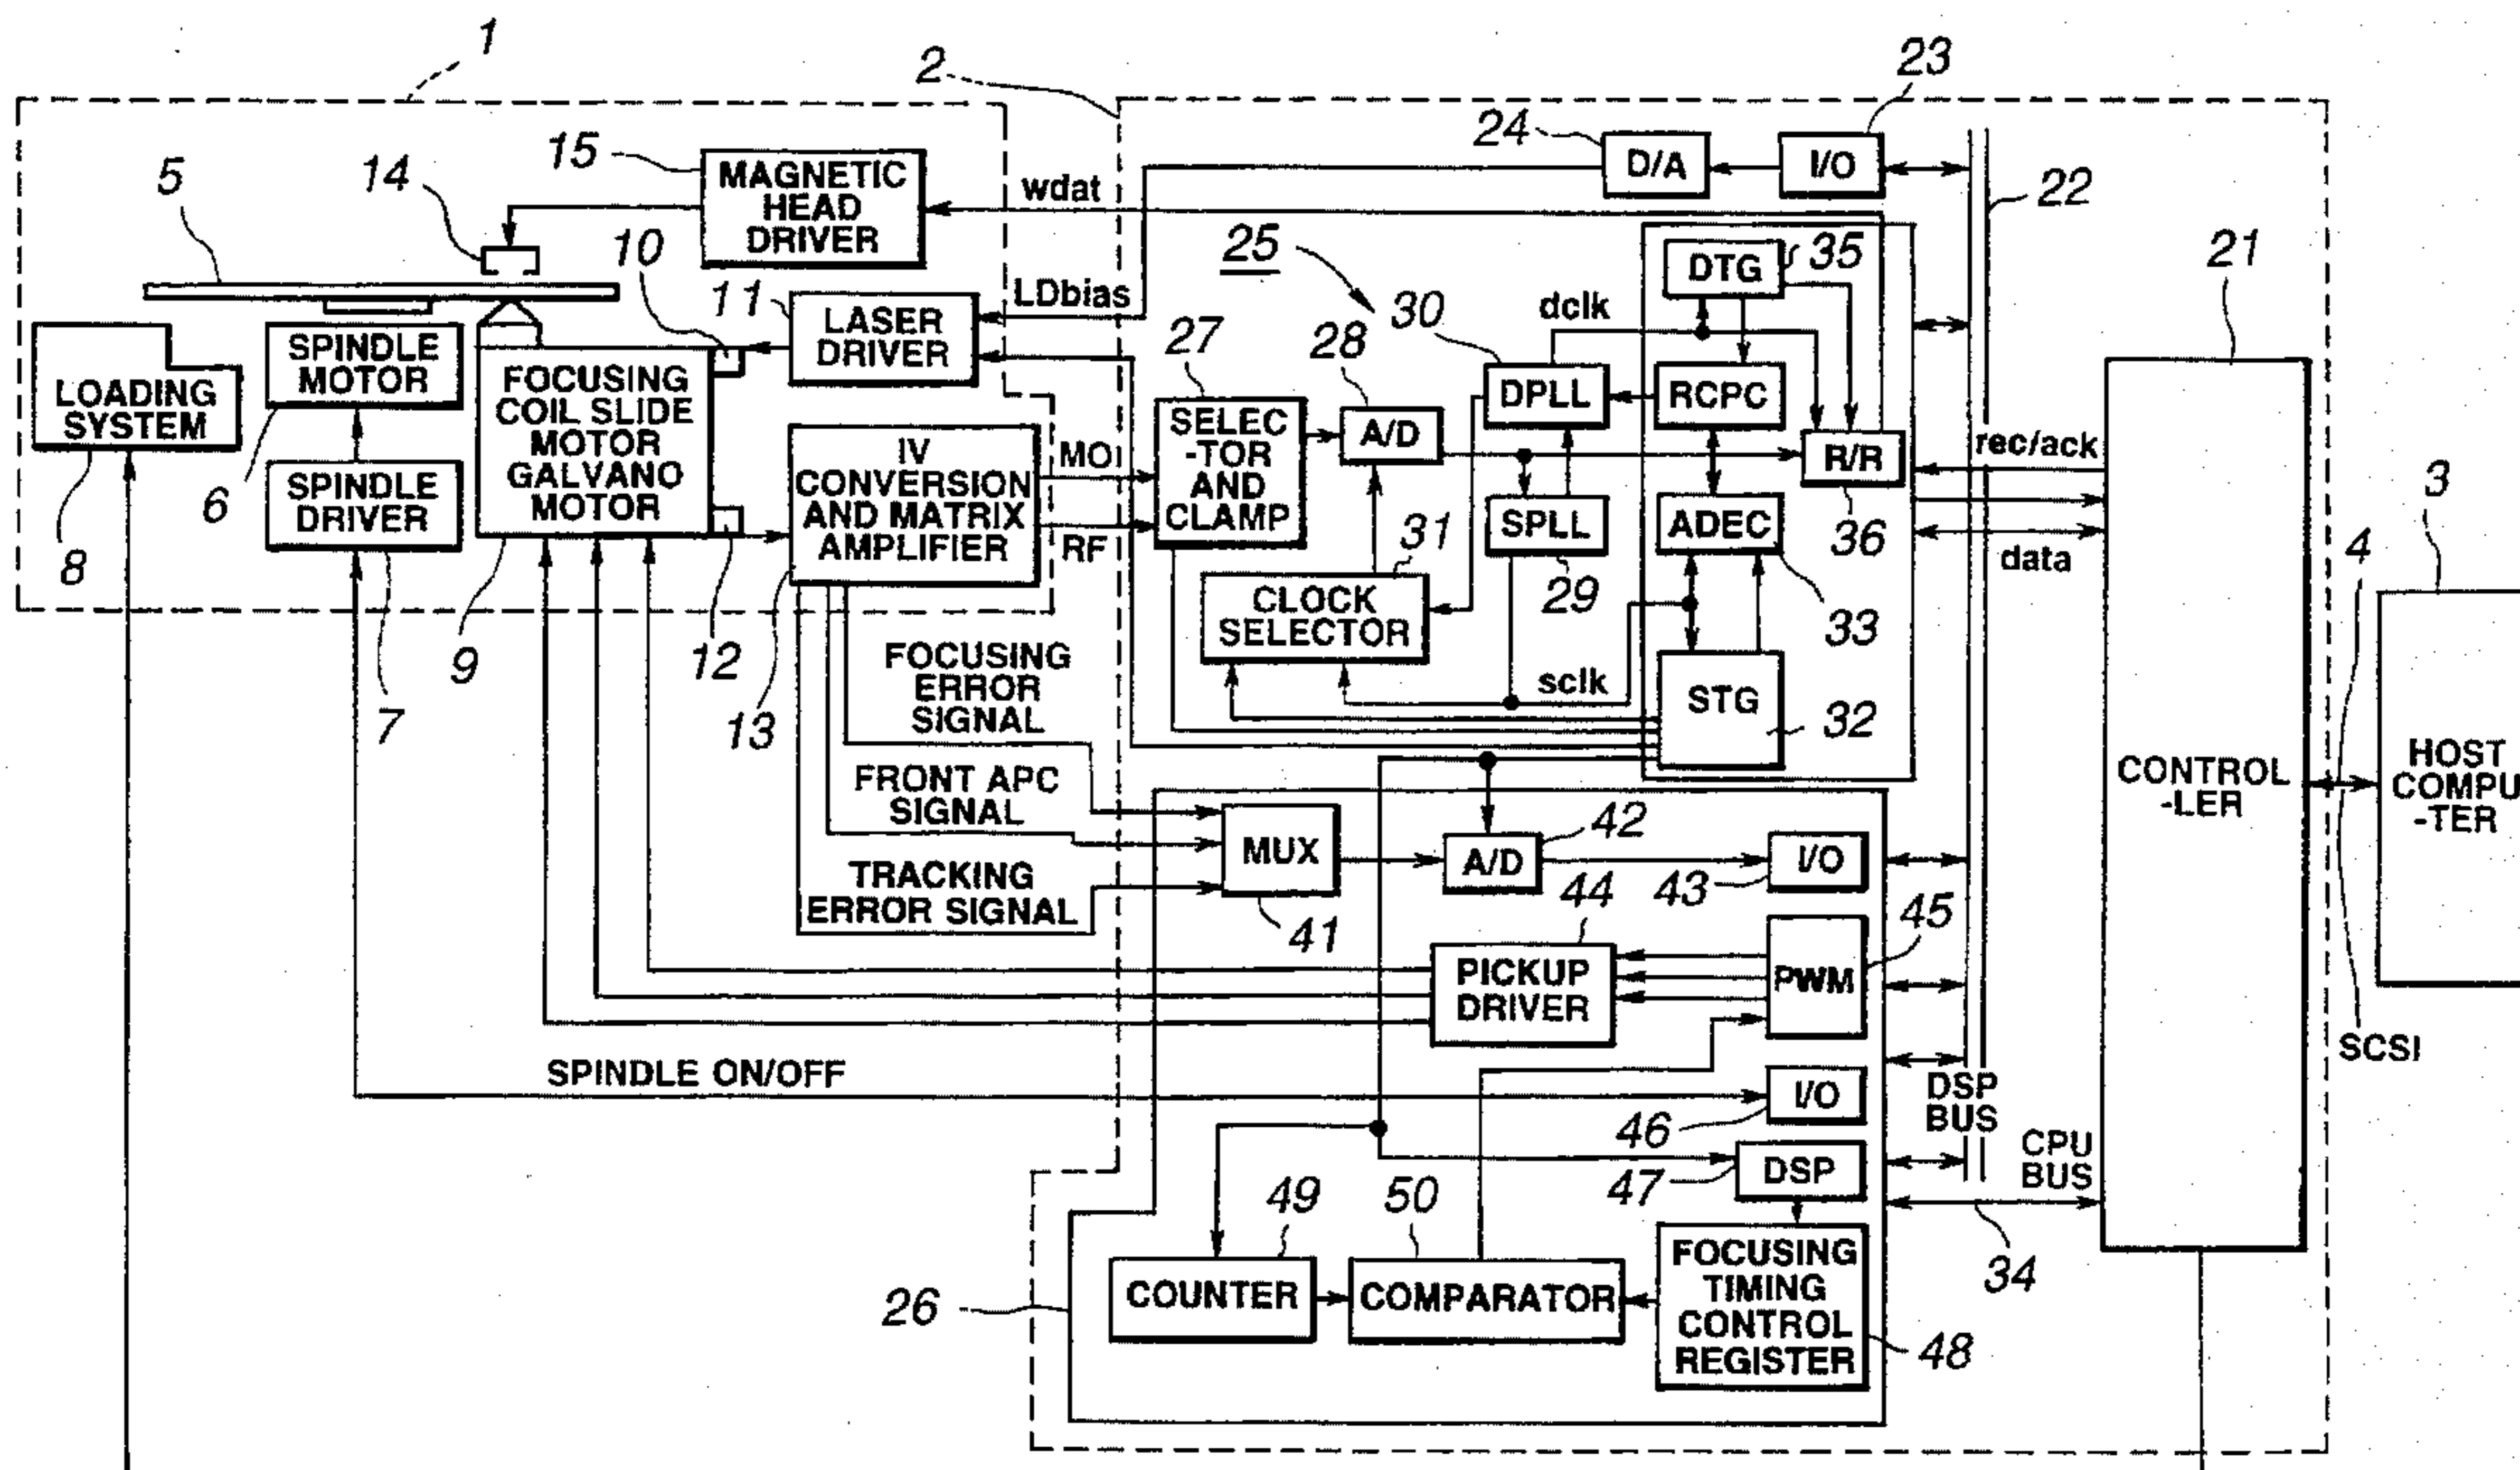 1
2
23
24
D/A
I/O
15
MAGNETIC
HEAD
DRIVER
wdat
14
5
22
25
DTG
35
10
21
11
LDbias
LASER
DRIVER
dclk
30
27
28
SPINDLE
MOTOR
LOADING
SYSTEM
FOCUSING
COIL SLIDE
MOTOR
GALVANO
MOTOR
DPLL
RCPC
SELEC
-TOR
AND
CLAMP
A/D
R/R
rec/ack
IV
CONVERSION
AND MATRIX
AMPLIFIER
MO
RF
3
6
SPINDLE
DRIVER
SPLL
ADEC
31
36
data
4
8
29
CLOCK
SELECTOR
33
9
12
FOCUSING
ERROR
SIGNAL
sclk
STG
32
7
13
FRONT APC
SIGNAL
CONTROL
-LER
HOST
COMPU
-TER
MUX
42
A/D
I/O
TRACKING
ERROR SIGNAL
43
44
41
45
PICKUP
DRIVER
PWM
SCSI
SPINDLE ON/OFF
I/O
DSP
BUS
46
CPU
BUS
DSP
47
49
50
FOCUSING
TIMING
CONTROL
REGISTER
34
COUNTER
COMPARATOR
26
48